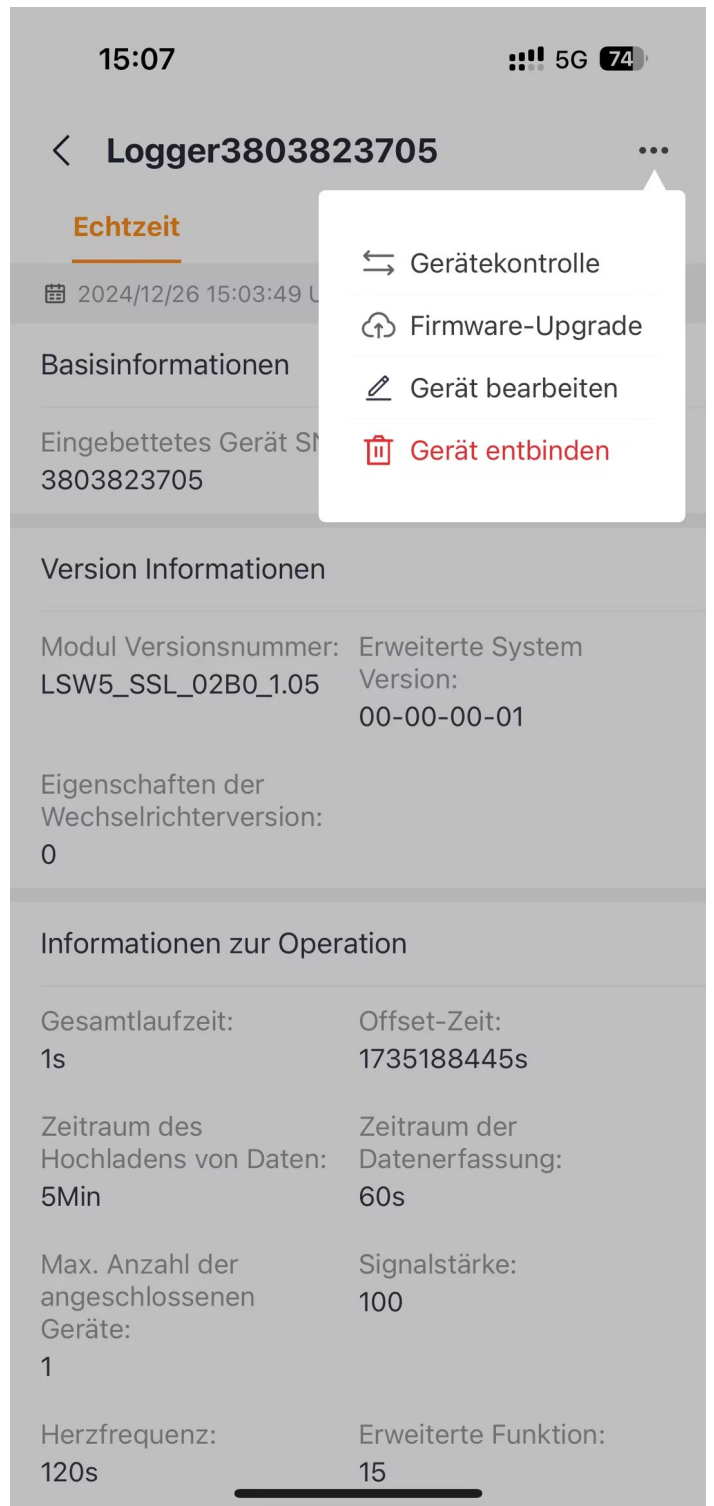 15:07
5G 74
Logger3803823705
Echtzeit
Gerätekontrolle
2024/12/26 15:03:49
Firmware-Upgrade
Basisinformationen
Gerät bearbeiten
Eingebettetes Gerät
Gerät entbinden
3803823705
Version Informationen
Modul Versionsnummer: Erweiterte System
Version:
LSW5_SSL_02B0_1.05
00-00-00-01
Eigenschaften der
Wechselrichterversion:
0
Informationen zur Operation
Gesamtlaufzeit: Offset-Zeit:
1s 1735188445s
Zeitraum des Zeitraum der
Hochladens von Daten: Datenerfassung:
5Min 60s
Max. Anzahl der Signalstärke:
angeschlossenen 100
Geräte:
1
Herzfrequenz: Erweiterte Funktion:
120s 15